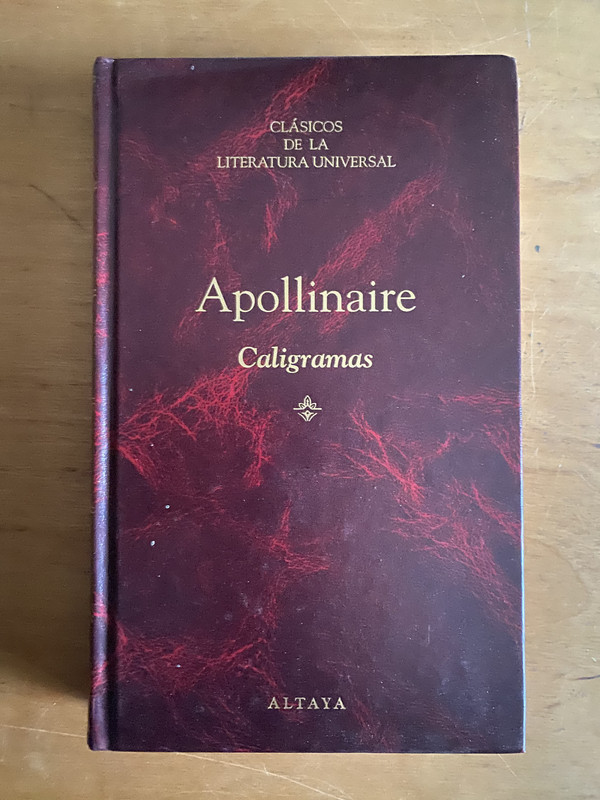 CLÁSICOS
DE LA
LITERATURA UNIVERSAL
Apollinaire
Caligramas
ALTAYA